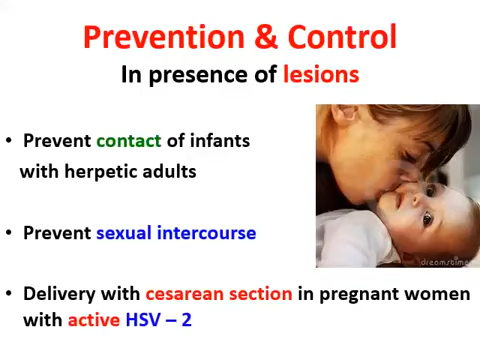 Prevention & Control
In presence of lesions
• Prevent contact of infants
with herpetic adults
• Prevent sexual intercourse
• Delivery with cesarean section in pregnant women
with active HSV – 2
dreamstime